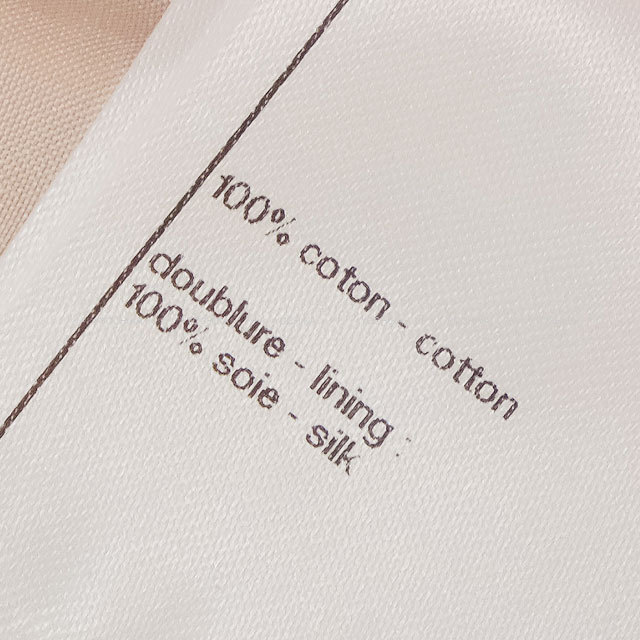 100% coton - cotton
doublure - lining :
100% soie - silk